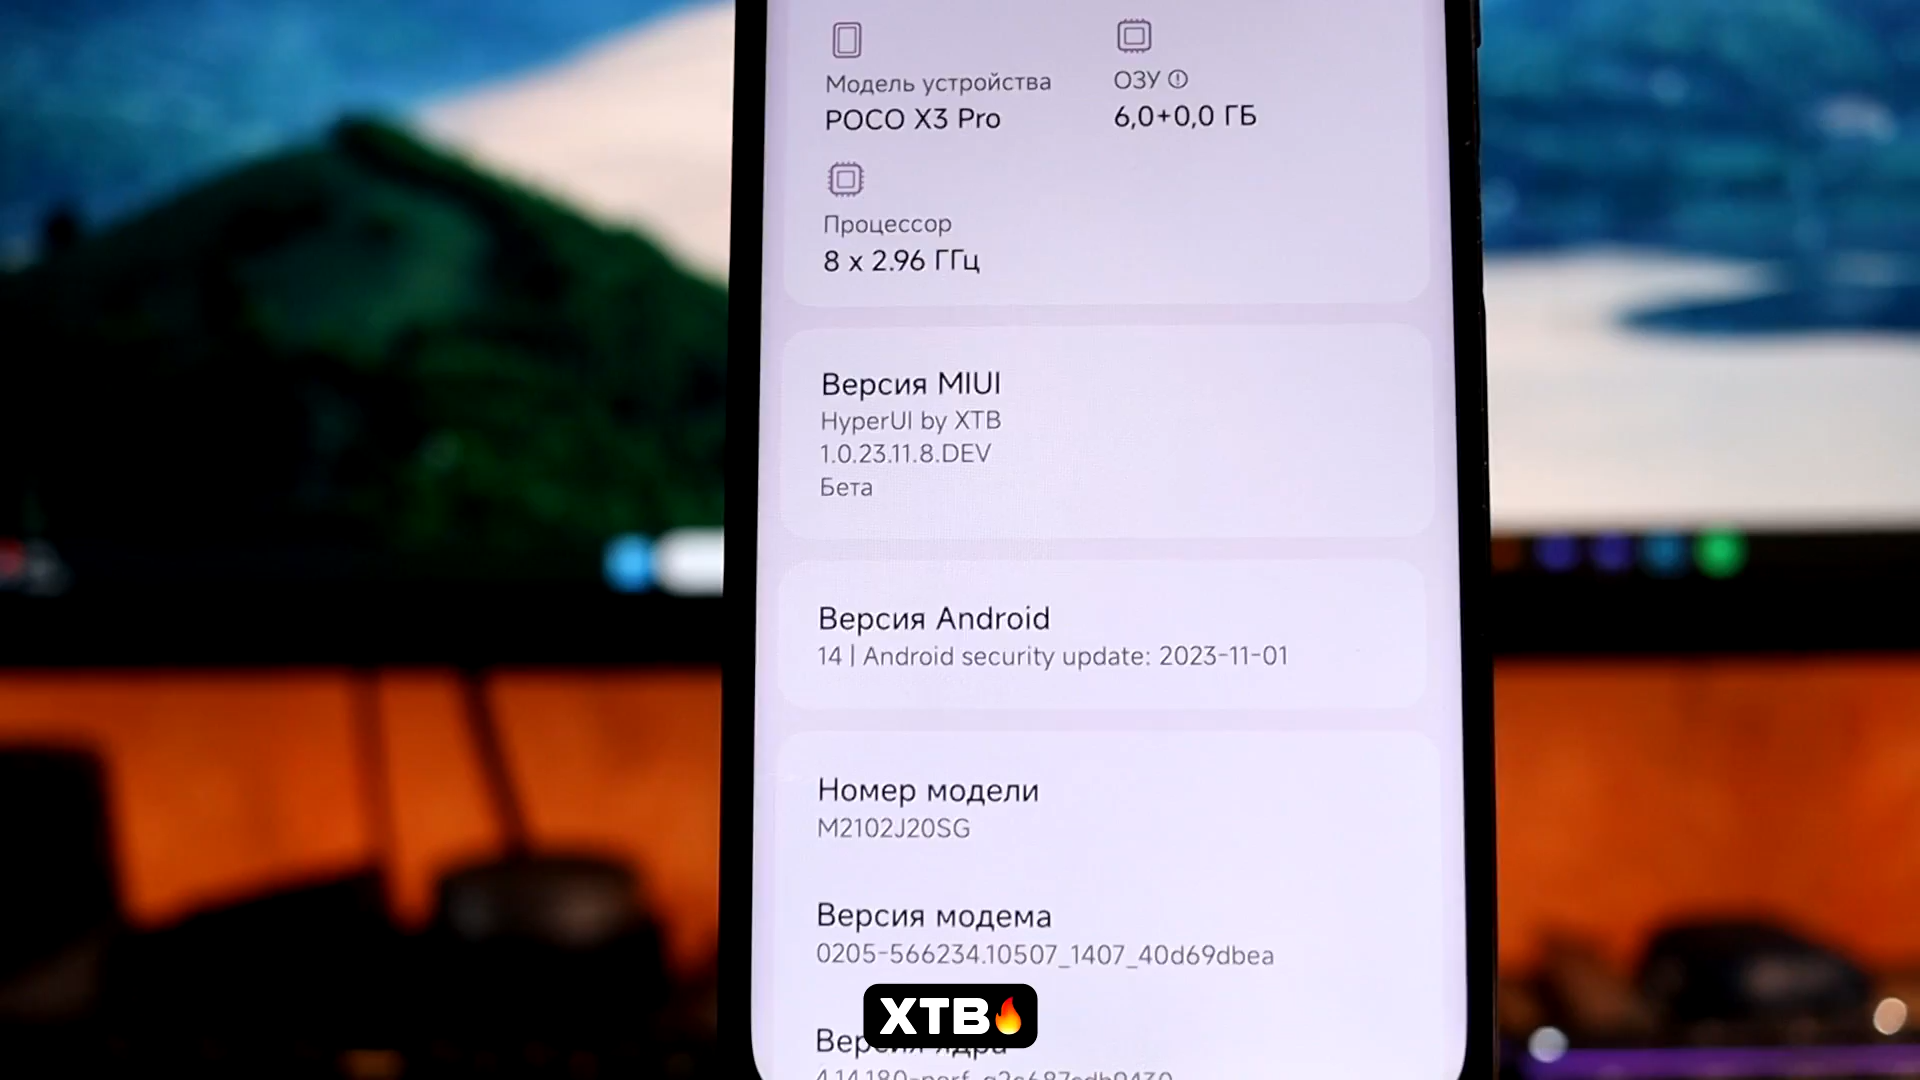 Модель устройства
POCO X3 Pro
ОЗУ
6,0+0,0 ГБ
Процессор
8 x 2.96 ГГц
Версия MIUI
HyperUI by XTB
1.0.23.11.8.DEV
Бета
Версия Android
14 | Android security update: 2023-11-01
Номер модели
M2102J20SG
Версия модема
0205-566234.10507_1407_40d69dbea
XTB🔥
Версия ядра